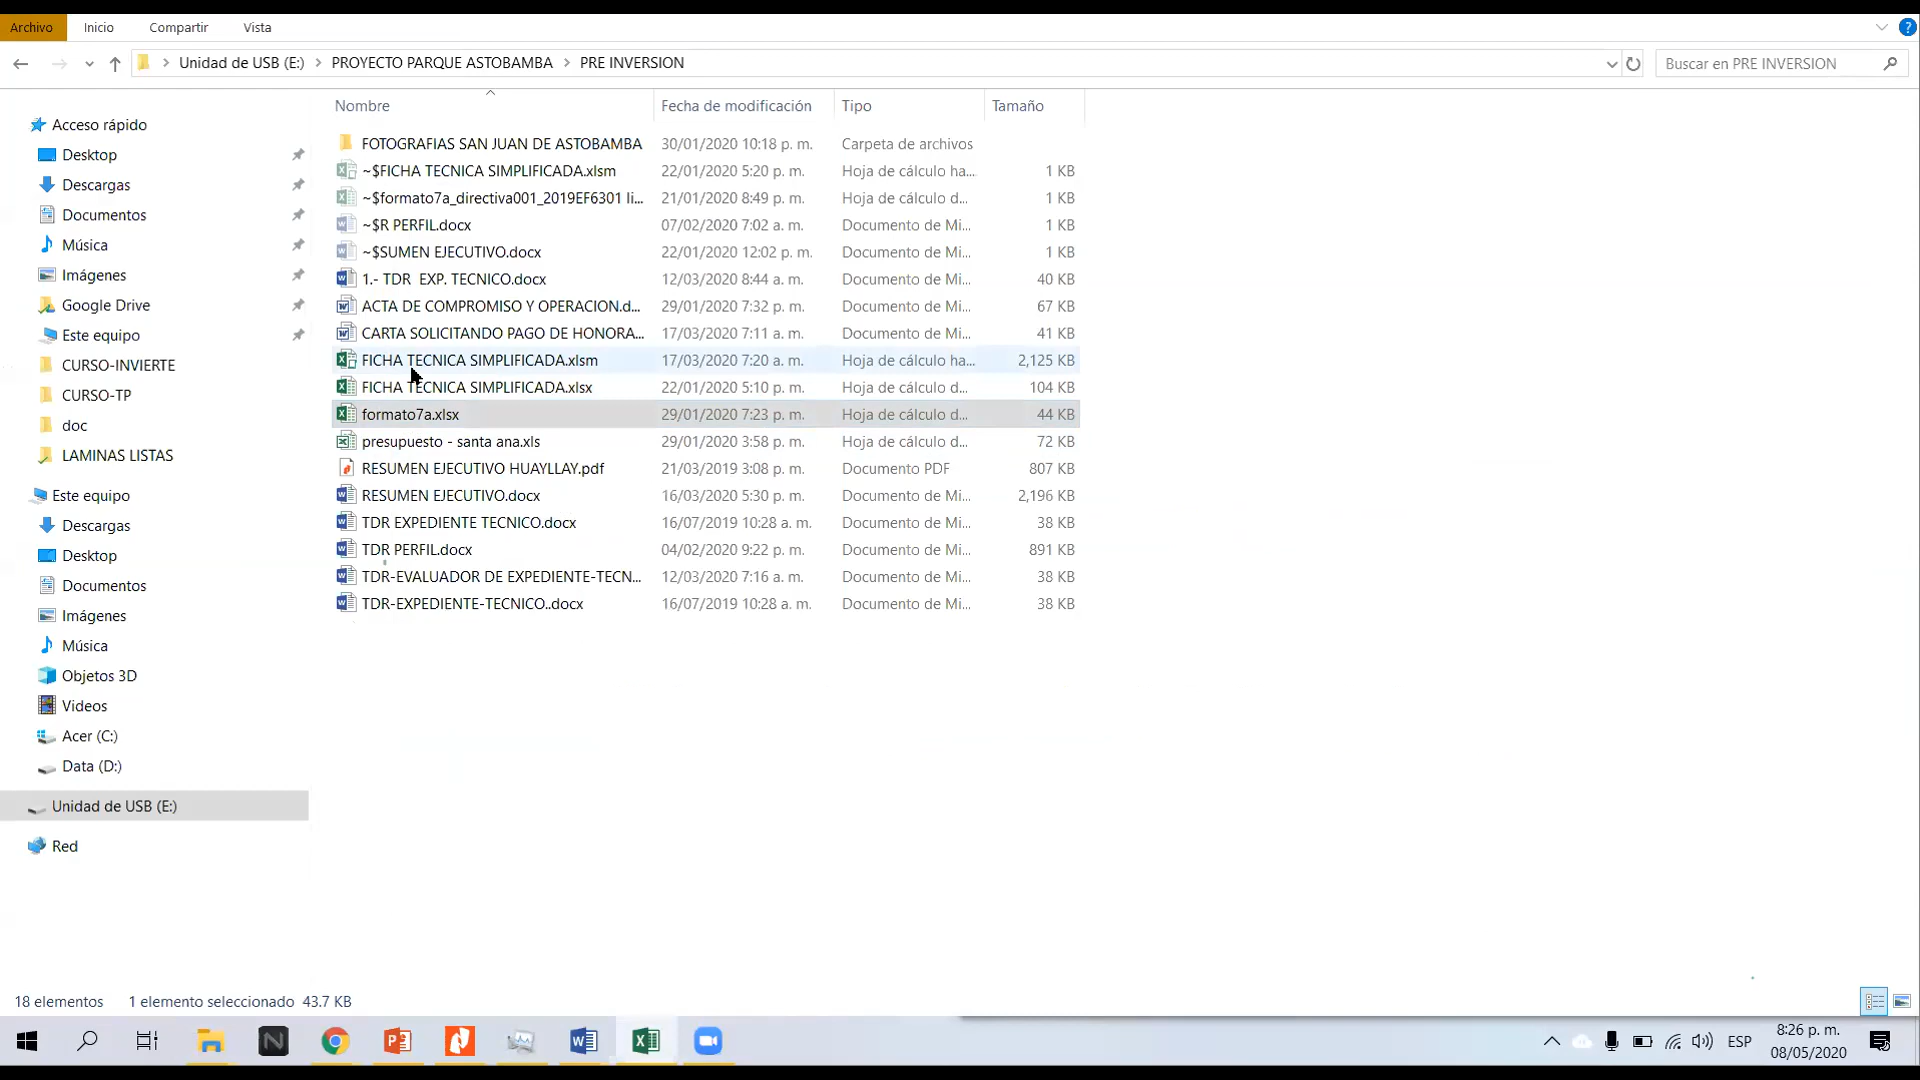 Archivo Inicio Compartir Vista
Unidad de USB (E:) PROYECTO PARQUE ASTOBAMBA PRE INVERSION Buscar en PRE INVERSION
Acceso rápido
Desktop
Descargas
Documentos
Música
Imágenes
Google Drive
Este equipo
CURSO-INVIERTE
CURSO-TP
doc
LAMINAS LISTAS
Este equipo
Descargas
Desktop
Documentos
Imágenes
Música
Objetos 3D
Videos
Acer (C:)
Data (D:)
Unidad de USB (E:)
Red
Nombre Fecha de modificación Tipo Tamaño
FOTOGRAFIAS SAN JUAN DE ASTOBAMBA 30/01/2020 10:18 p. m. Carpeta de archivos
~$FICHA TECNICA SIMPLIFICADA.xlsm 22/01/2020 5:20 p. m. Hoja de cálculo ha... 1 KB
~$formato7a_directiva001_2019EF6301 li... 21/01/2020 8:49 p. m. Hoja de cálculo d... 1 KB
~$R PERFIL.docx 07/02/2020 7:02 a. m. Documento de Mi... 1 KB
~$SUMEN EJECUTIVO.docx 22/01/2020 12:02 p. m. Documento de Mi... 1 KB
1.- TDR EXP. TECNICO.docx 12/03/2020 8:44 a. m. Documento de Mi... 40 KB
ACTA DE COMPROMISO Y OPERACION.d... 29/01/2020 7:32 p. m. Documento de Mi... 67 KB
CARTA SOLICITANDO PAGO DE HONORA... 17/03/2020 7:11 a. m. Documento de Mi... 41 KB
FICHA TECNICA SIMPLIFICADA.xlsm 17/03/2020 7:20 a. m. Hoja de cálculo ha... 2,125 KB
FICHA TECNICA SIMPLIFICADA.xlsx 22/01/2020 5:10 p. m. Hoja de cálculo d... 104 KB
formato7a.xlsx 29/01/2020 7:23 p. m. Hoja de cálculo d... 44 KB
presupuesto - santa ana.xls 29/01/2020 3:58 p. m. Hoja de cálculo d... 72 KB
RESUMEN EJECUTIVO HUAYLLAY.pdf 21/03/2019 3:08 p. m. Documento PDF 807 KB
RESUMEN EJECUTIVO.docx 16/03/2020 5:30 p. m. Documento de Mi... 2,196 KB
TDR EXPEDIENTE TECNICO.docx 16/07/2019 10:28 a. m. Documento de Mi... 38 KB
TDR PERFIL.docx 04/02/2020 9:22 p. m. Documento de Mi... 891 KB
TDR-EVALUADOR DE EXPEDIENTE-TECN... 12/03/2020 7:16 a. m. Documento de Mi... 38 KB
TDR-EXPEDIENTE-TECNICO..docx 16/07/2019 10:28 a. m. Documento de Mi... 38 KB
18 elementos 1 elemento seleccionado 43.7 KB
ESP
8:26 p. m.
08/05/2020